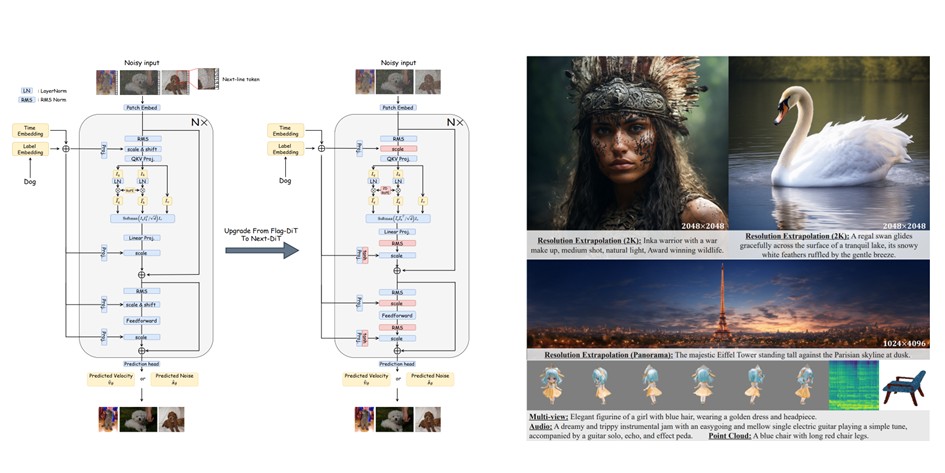 Noisy input
Next-line token
LN : LayerNorm
RMS : RMS Norm
Patch Embed
N×
Time Embedding
Label Embedding
Dog
Proj.
RMS
scale & shift
QKV Proj.
LN
LN
Linear Proj.
Proj.
scale
RMS
Proj.
scale & shift
Feedforward
Proj.
scale
Prediction head
Predicted Velocity
or
Predicted Noise
Upgrade From Flag-DiT
To Next-DiT
Noisy input
Patch Embed
N×
Time Embedding
Label Embedding
Dog
Proj.
RMS
scale
QKV Proj.
LN
LN
Linear Proj.
RMS
Proj.
scale
RMS
Proj.
scale
Feedforward
RMS
Proj.
scale
Prediction head
Predicted Velocity
or
Predicted Noise
2048×2048
2048×2048
Resolution Extrapolation (2K): Inka warrior with a war
make up, medium shot, natural light, Award winning wildlife.
Resolution Extrapolation (2K): A regal swan glides
gracefully across the surface of a tranquil lake, its snowy
white feathers ruffled by the gentle breeze.
1024×4096
Resolution Extrapolation (Panorama): The majestic Eiffel Tower standing tall against the Parisian skyline at dusk.
Multi-view: Elegant figurine of a girl with blue hair, wearing a golden dress and headpiece.
Audio: A dreamy and trippy instrumental jam with an easygoing and mellow single electric guitar playing a simple tune,
accompanied by a guitar solo, echo, and effect peda. Point Cloud: A blue chair with long red chair legs.